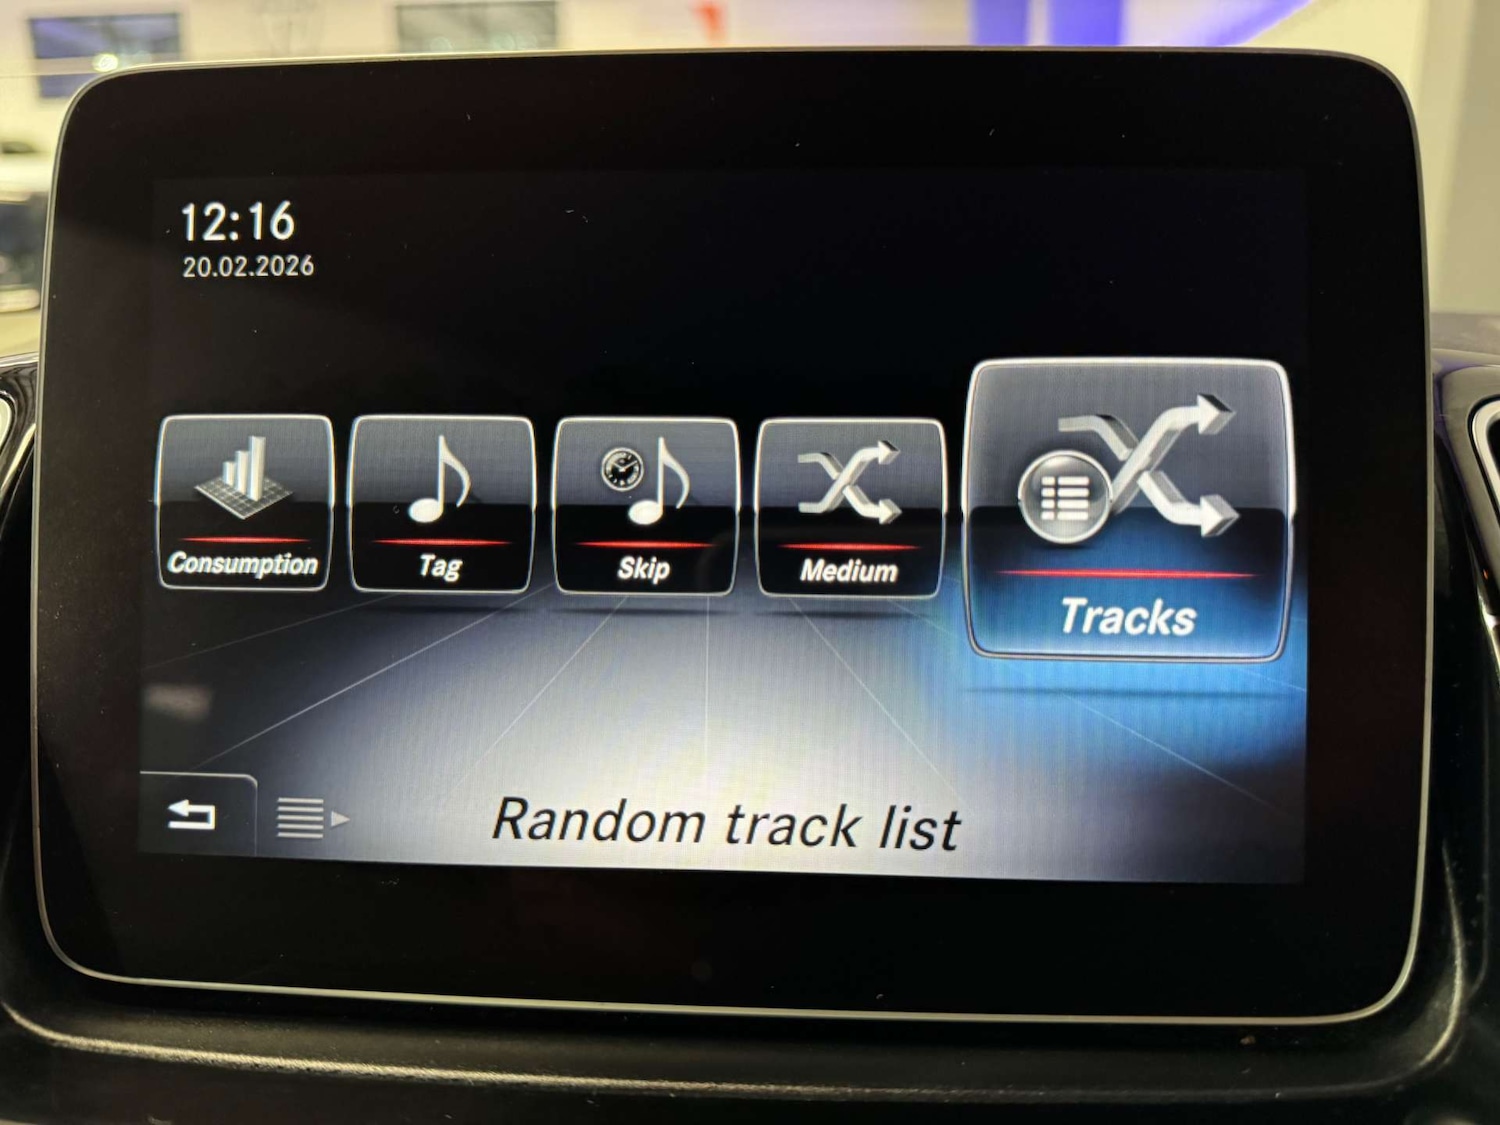 12:16
20.02.2026
Consumption
Tag
Skip
Medium
Tracks
Random track list